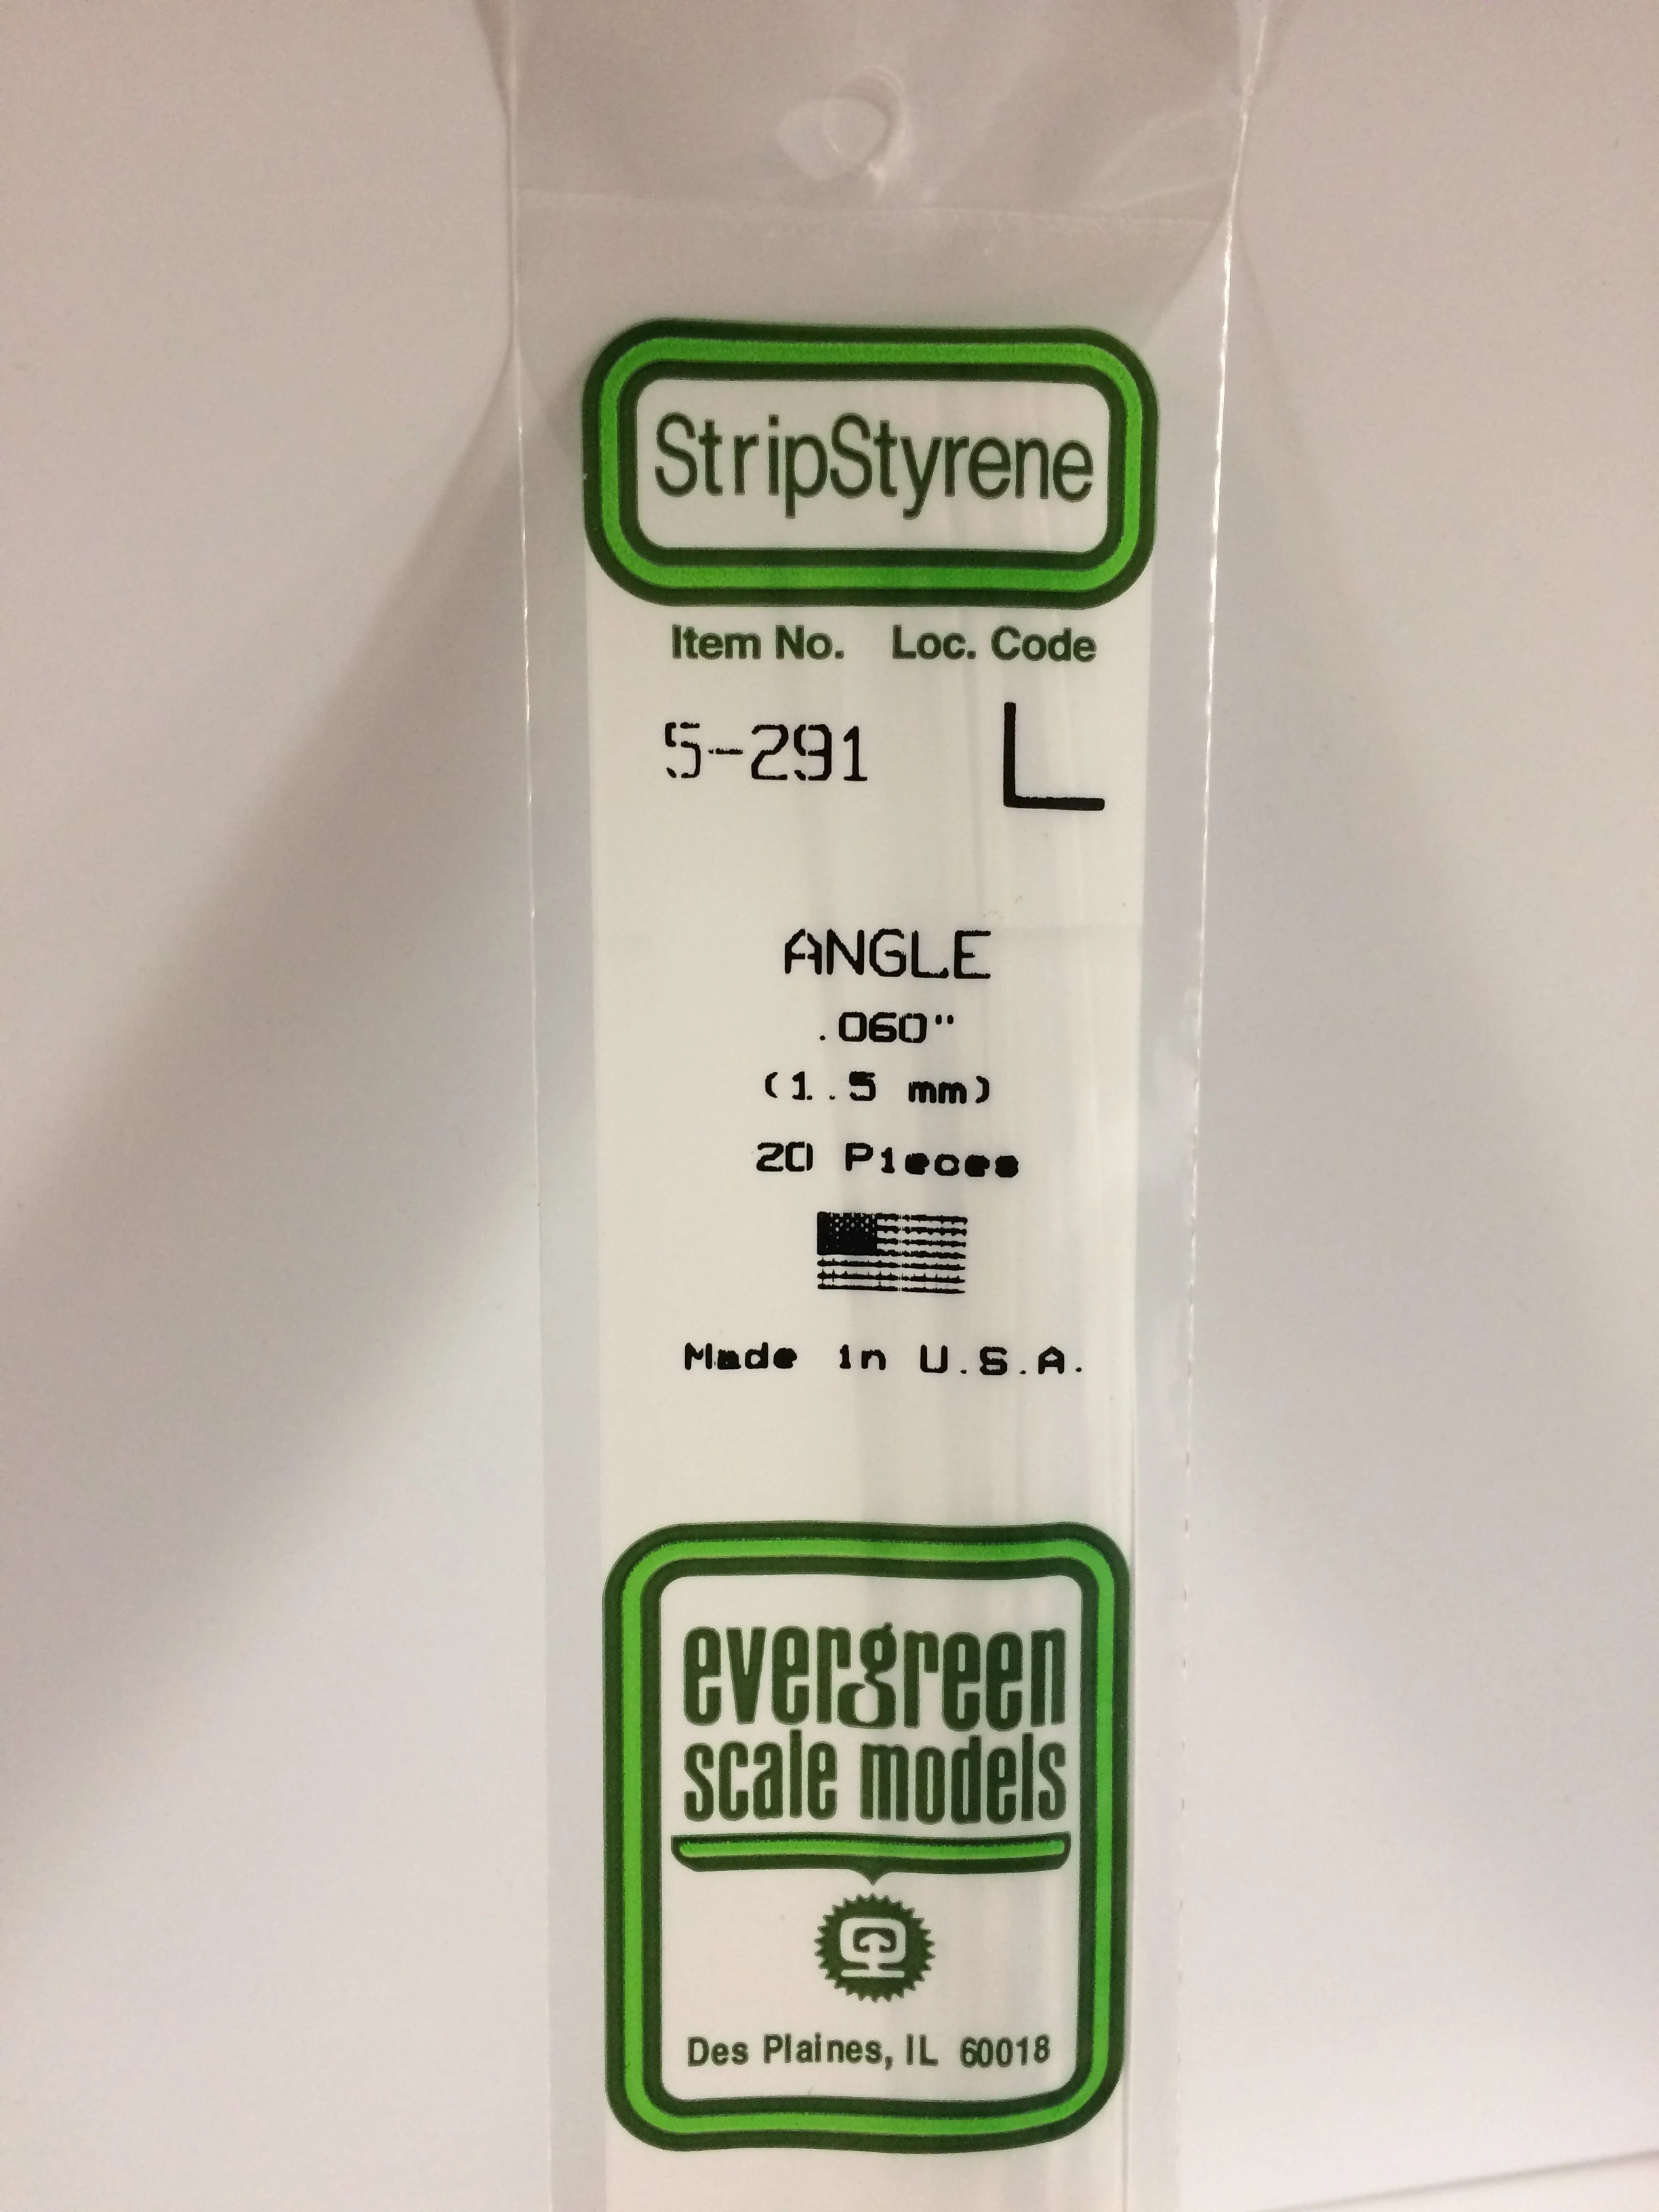 StripStyrene
Item No. Loc. Code
5-291 L
ANGLE
.060"
(1.5 mm)
20 Pieces
Made in U.S.A.
evergreen
scale models
Des Plaines, IL 60018